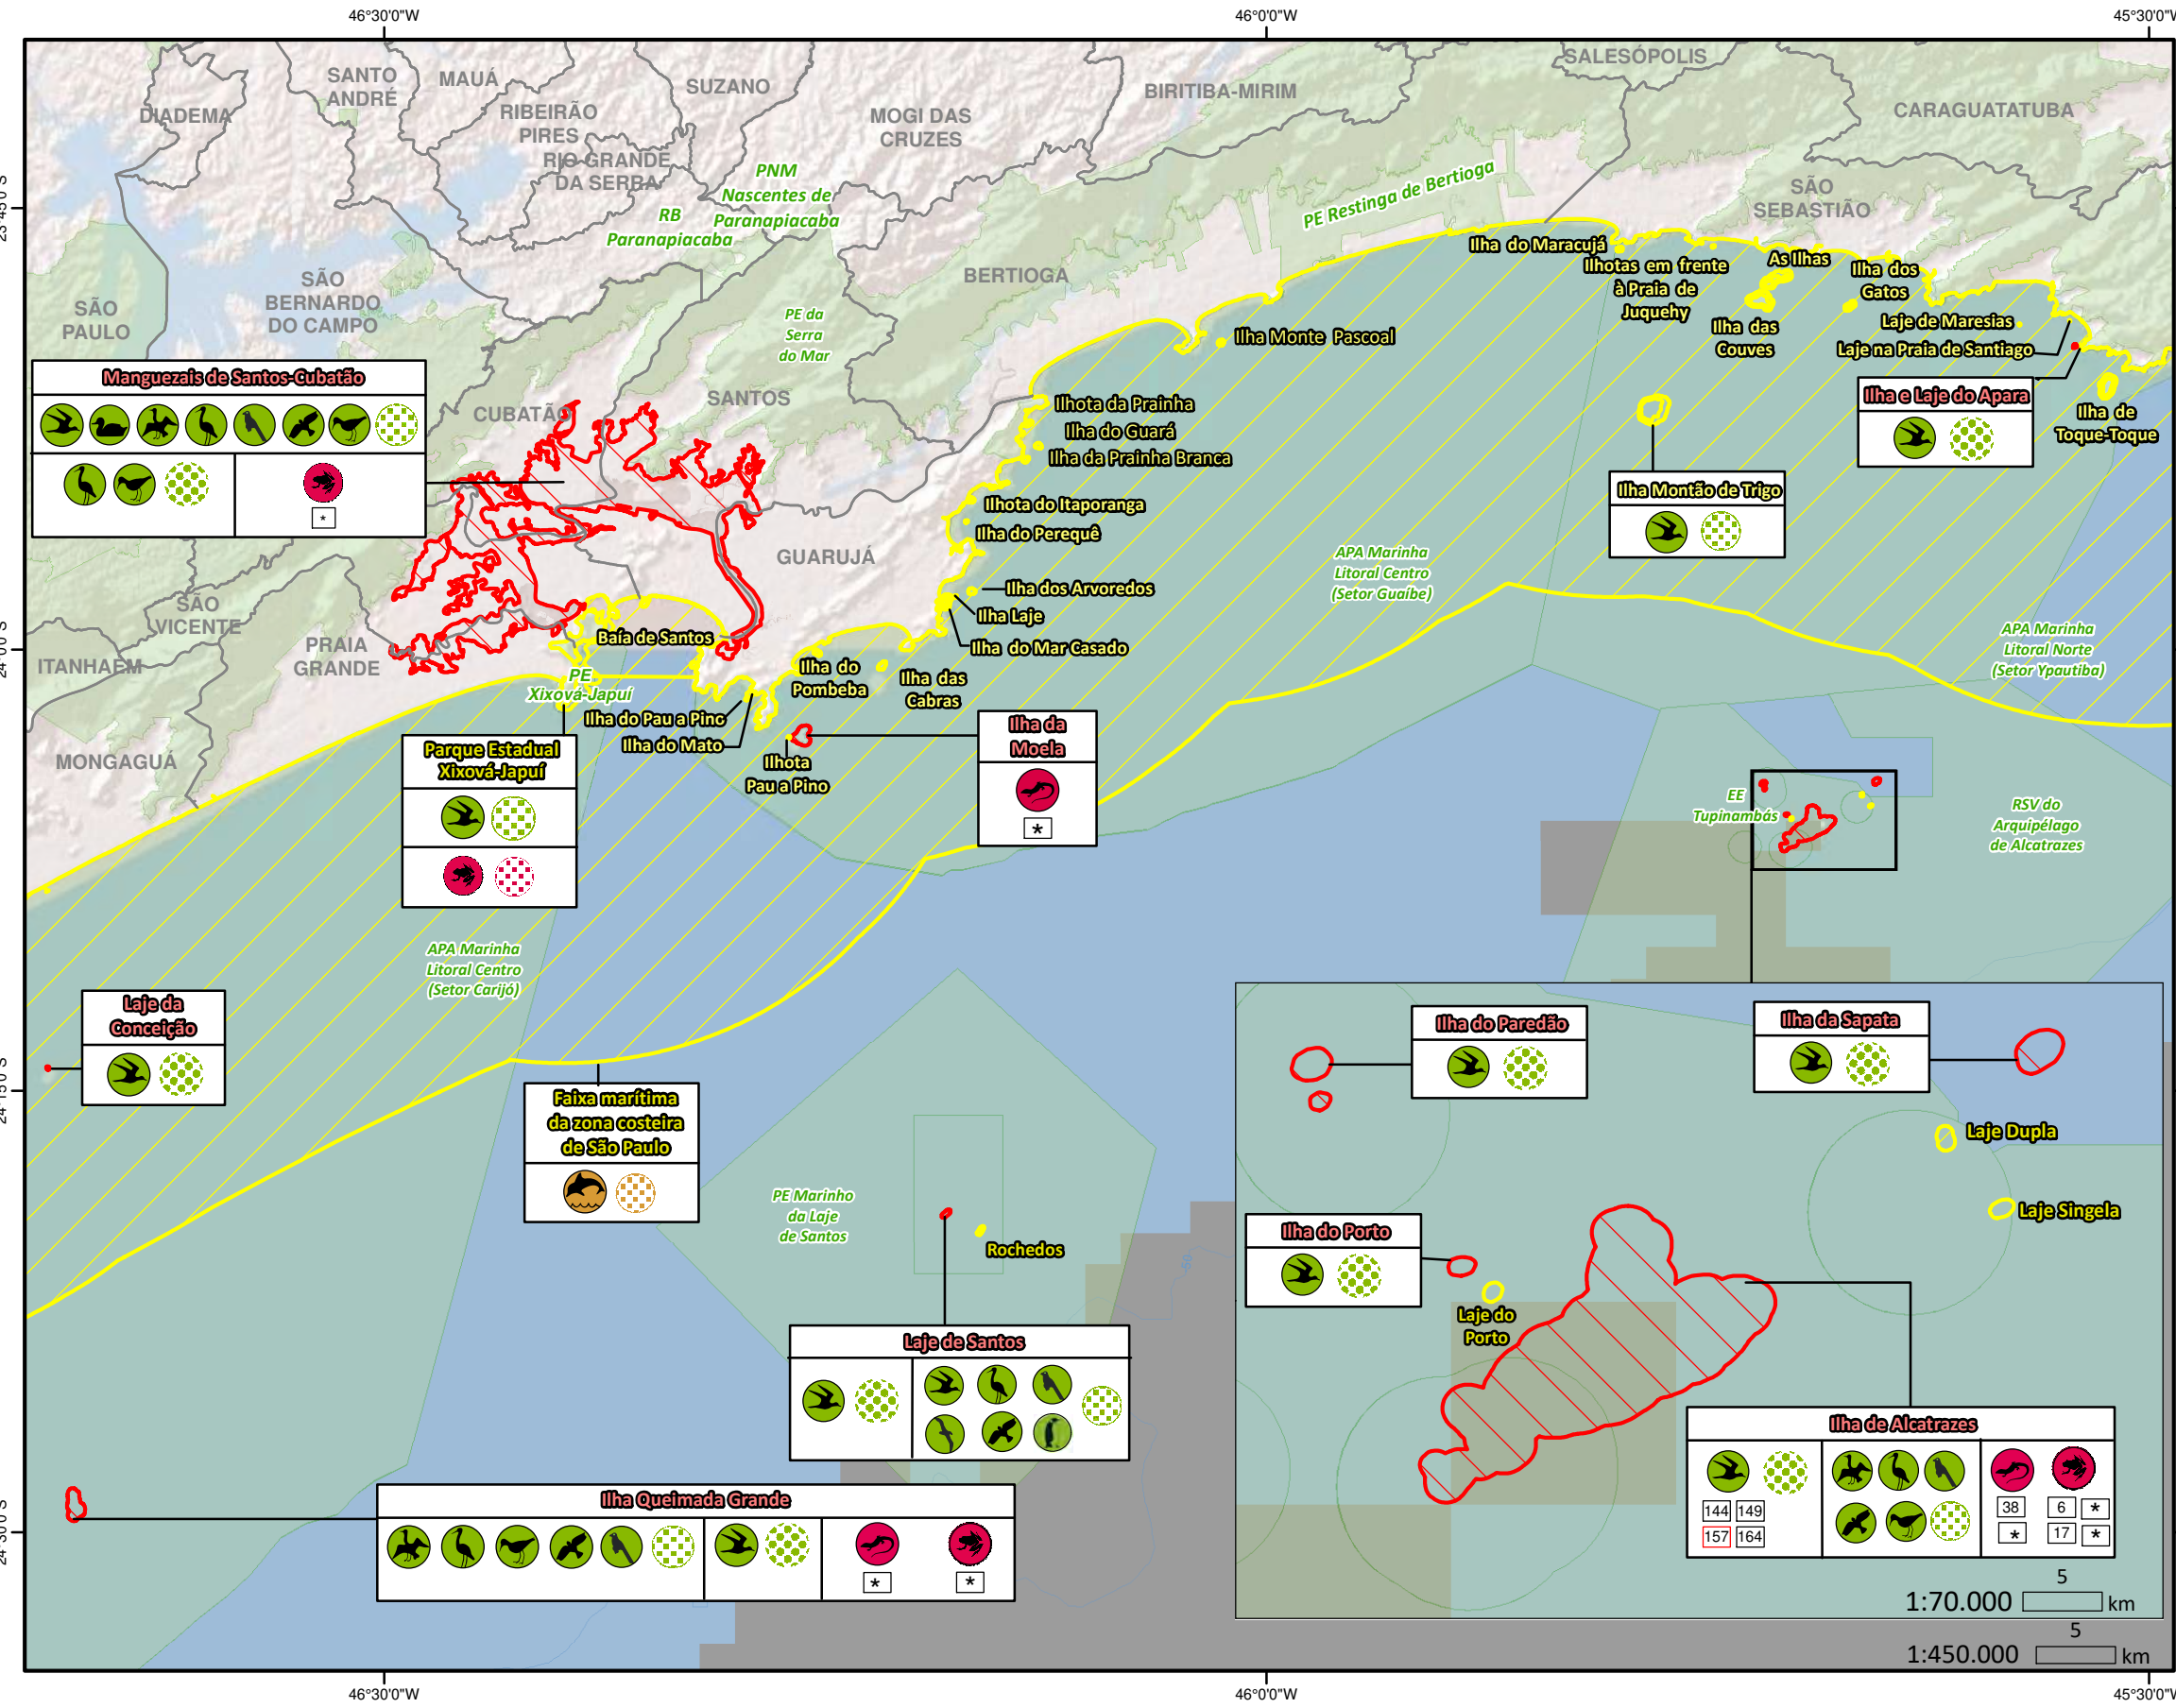 46°30'0"W
46°0'0"W
45°30'0"W
SALESÓPOLIS
SANTO
ANDRÉ
MAUÁ
SUZANO
BIRITIBA-MIRIM
CARAGUATATUBA
DIADEMA
RIBEIRÃO
PIRES
MOGI DAS
CRUZES
RIO GRANDE
DA SERRA
PNM
Nascentes de
Paranapiacaba
RB
Paranapiacaba
PE Restinga de Bertioga
SÃO
SEBASTIÃO
SÃO
PAULO
SÃO
BERNARDO
DO CAMPO
BERTIOGA
PE da
Serra
do Mar
Ilha do Maracujá
Ilhotas em frente
à Praia de
Juquehy
As Ilhas
Ilha dos
Gatos
Ilha das
Couves
Laje de Maresias
Laje na Praia de Santiago
Ilha Monte Pascoal
Ilha e Laje do Apara
Ilha de
Toque-Toque
Manguezais de Santos-Cubatão
*
CUBATÃO
SANTOS
Ilhota da Prainha
Ilha do Guará
Ilha da Prainha Branca
Ilhota do Itaporanga
Ilha do Perequê
Ilha Montão de Trigo
GUARUJÁ
APA Marinha
Litoral Centro
(Setor Guaíbe)
Ilha dos Arvoredos
Ilha Laje
Ilha do Mar Casado
SÃO
VICENTE
PRAIA
GRANDE
ITANHAÉM
Baía de Santos
APA Marinha
Litoral Norte
(Setor Ypautiba)
PE
Xixová-Japuí
Ilha do
Pombeba
Ilha das
Cabras
Ilha do Pau a Pino
Ilha do Mato
Ilhota
Pau a Pino
Ilha da
Moela
*
MONGAGUÁ
Parque Estadual
Xixová-Japuí
EE
Tupinambás
RSV do
Arquipélago
de Alcatrazes
APA Marinha
Litoral Centro
(Setor Carijó)
Laje da
Conceição
Faixa marítima
da zona costeira
de São Paulo
PE Marinho
da Laje
de Santos
Rochedos
-50
Laje de Santos
Ilha Queimada Grande
*
*
Ilha do Paredão
Ilha da Sapata
Laje Dupla
Laje Singela
Ilha do Porto
Laje do
Porto
Ilha de Alcatrazes
144 149
157 164
38
*
6 *
17 *
5
1:70.000 km
5
1:450.000 km
46°30'0"W
46°0'0"W
45°30'0"W